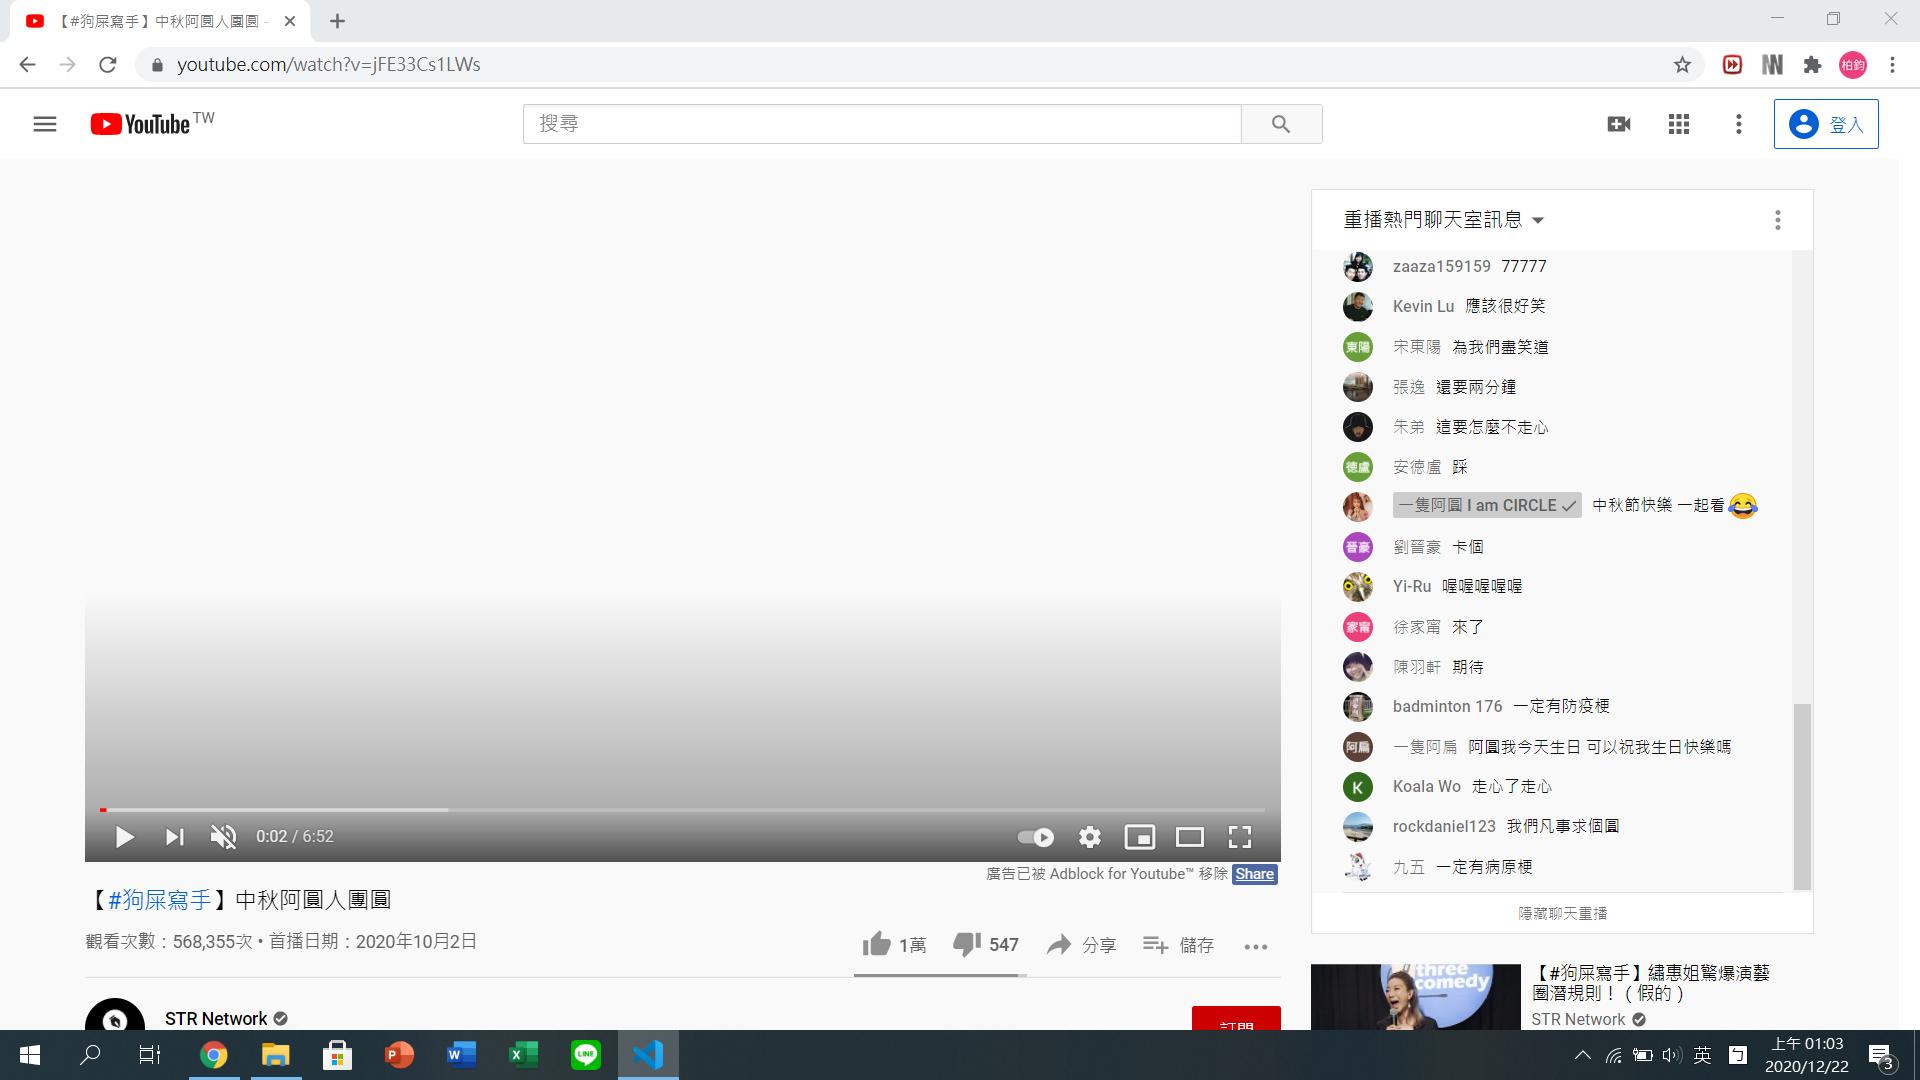 【#狗屎寫手】中秋阿圓人團圓 -
youtube.com/watch?v=jFE33Cs1LWs
柏鈞
YouTube TW
搜尋
登入
重播熱門聊天室訊息
zaaza159159 77777
Kevin Lu 應該很好笑
東陽 宋東陽 為我們盡笑道
張逸 還要兩分鐘
朱弟 這要怎麼不走心
德盧 安德盧 踩
一隻阿圓 I am CIRCLE 中秋節快樂 一起看😂
晉豪 劉晉豪 卡個
Yi-Ru 喔喔喔喔喔
家甯 徐家甯 來了
陳羽軒 期待
badminton 176 一定有防疫梗
阿扁 一隻阿扁 阿圓我今天生日 可以祝我生日快樂嗎
K Koala Wo 走心了走心
rockdaniel123 我們凡事求個圓
九五 一定有病原梗
隱藏聊天重播
0:02 / 6:52
廣告已被 Adblock for Youtube™ 移除 Share
【#狗屎寫手】中秋阿圓人團圓
觀看次數：568,355次 • 首播日期：2020年10月2日
1萬 547 分享 儲存
STR Network
訂閱
three
comedy
【#狗屎寫手】繡惠姐驚爆演藝
圈潛規則！（假的）
STR Network
LINE
英
上午 01:03
2020/12/22
3